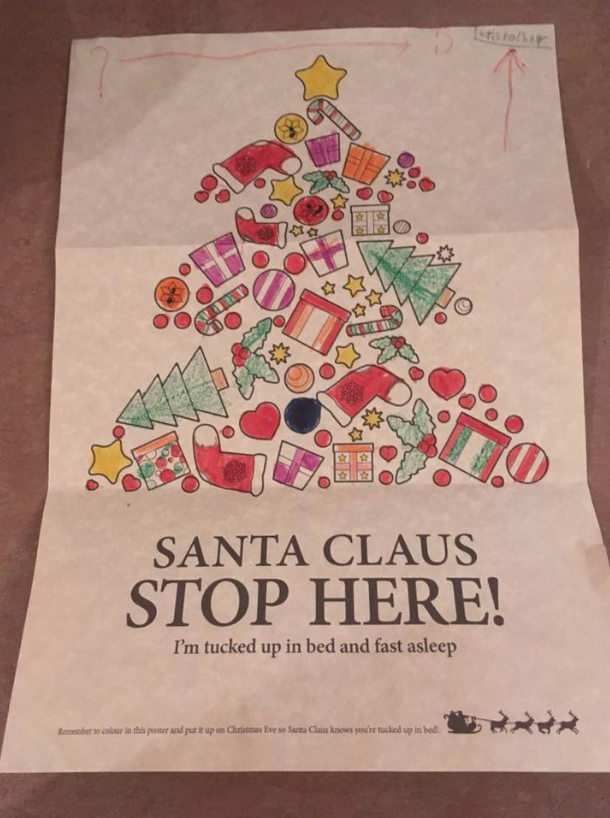 ?
SANTA CLAUS
STOP HERE!
I'm tucked up in bed and fast asleep
Remember to colour in this poster and put it up on Christmas Eve so Santa Claus knows you're tucked up in bed!